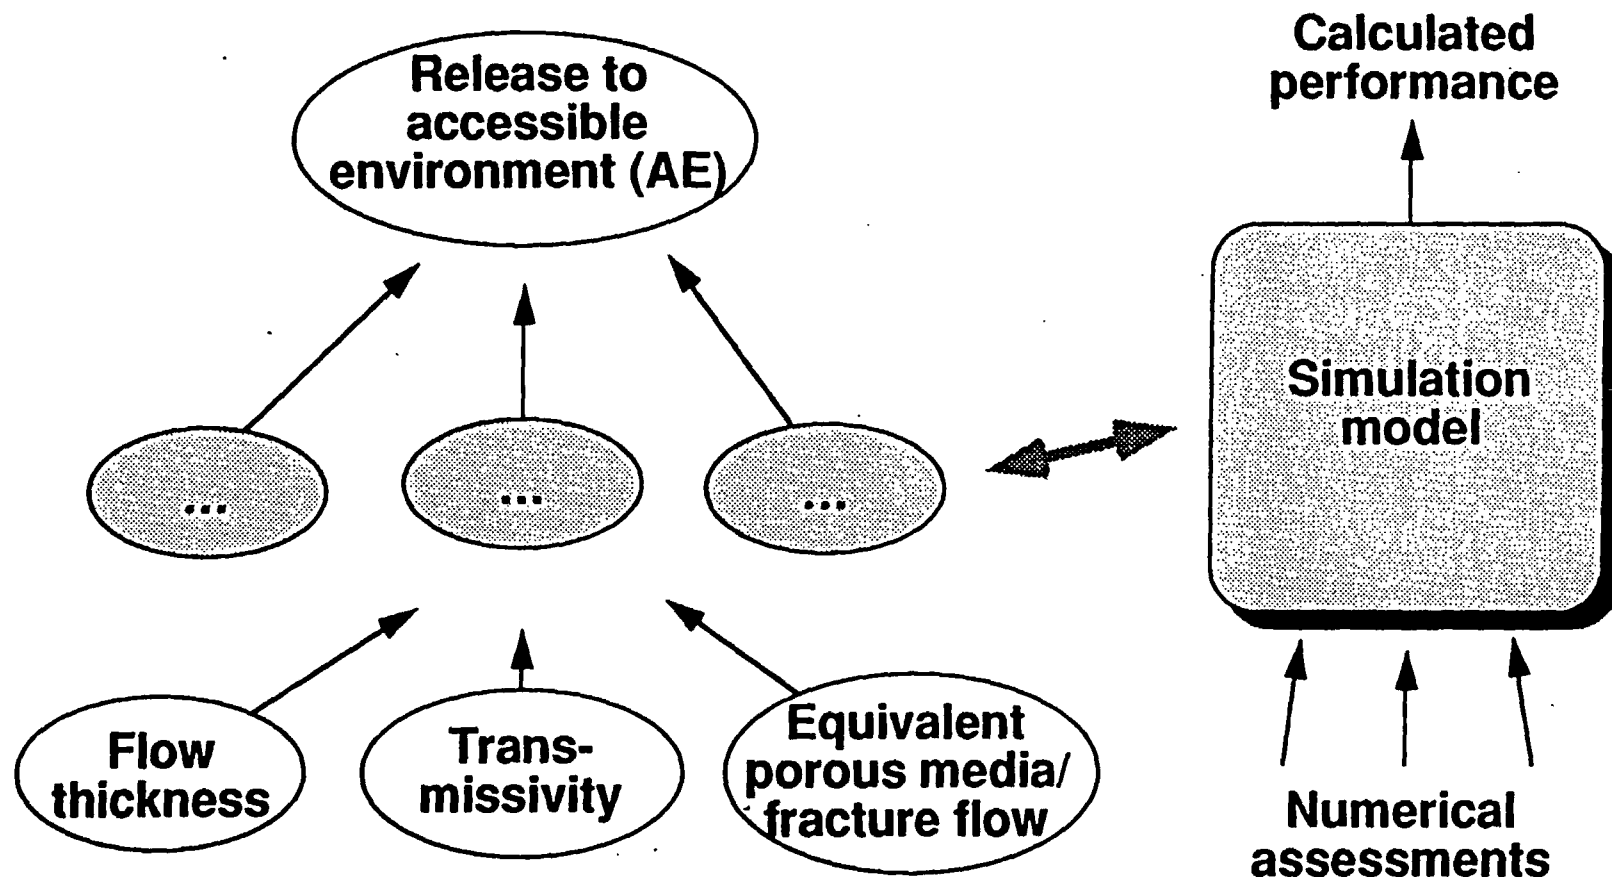 Release to
accessible
environment (AE)
...
...
...
Flow
thickness
Trans-
missivity
Equivalent
porous media/
fracture flow
Calculated
performance
Simulation
model
Numerical
assessments